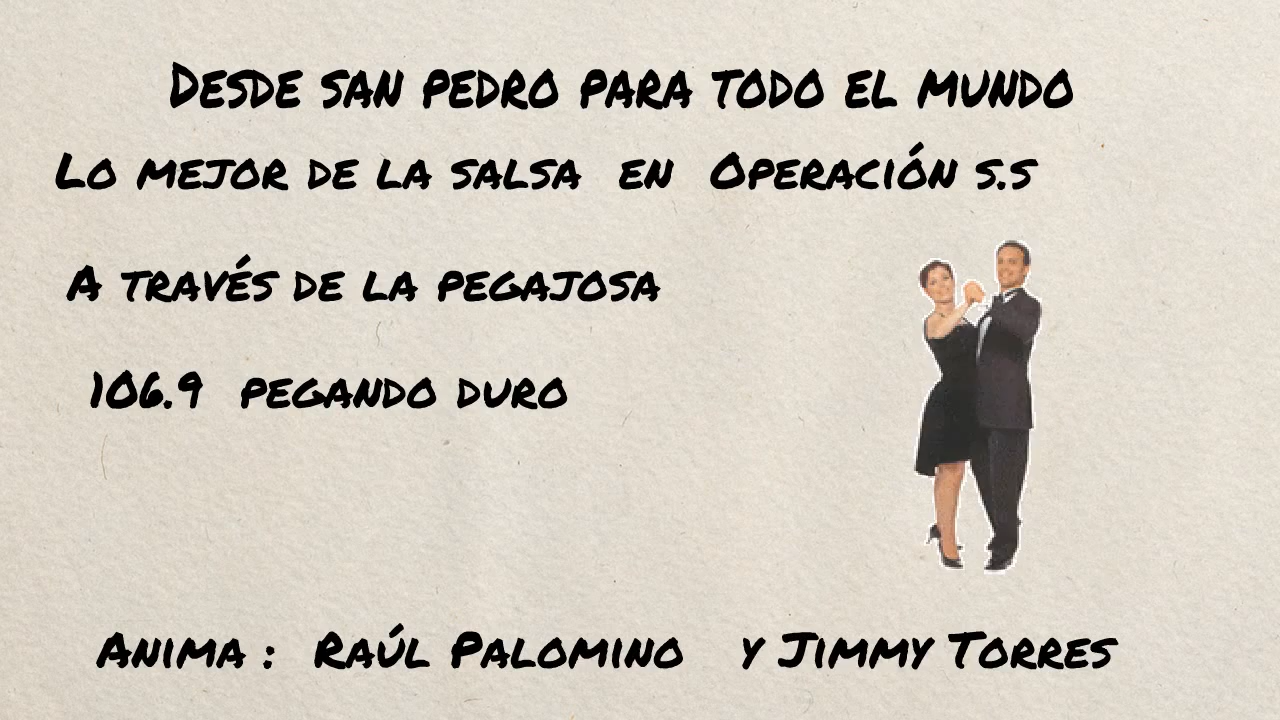 Desde san pedro para todo el mundo
Lo mejor de la salsa en Operación s.s
A través de la pegajosa
106.9 pegando duro
Anima : Raúl Palomino y Jimmy Torres